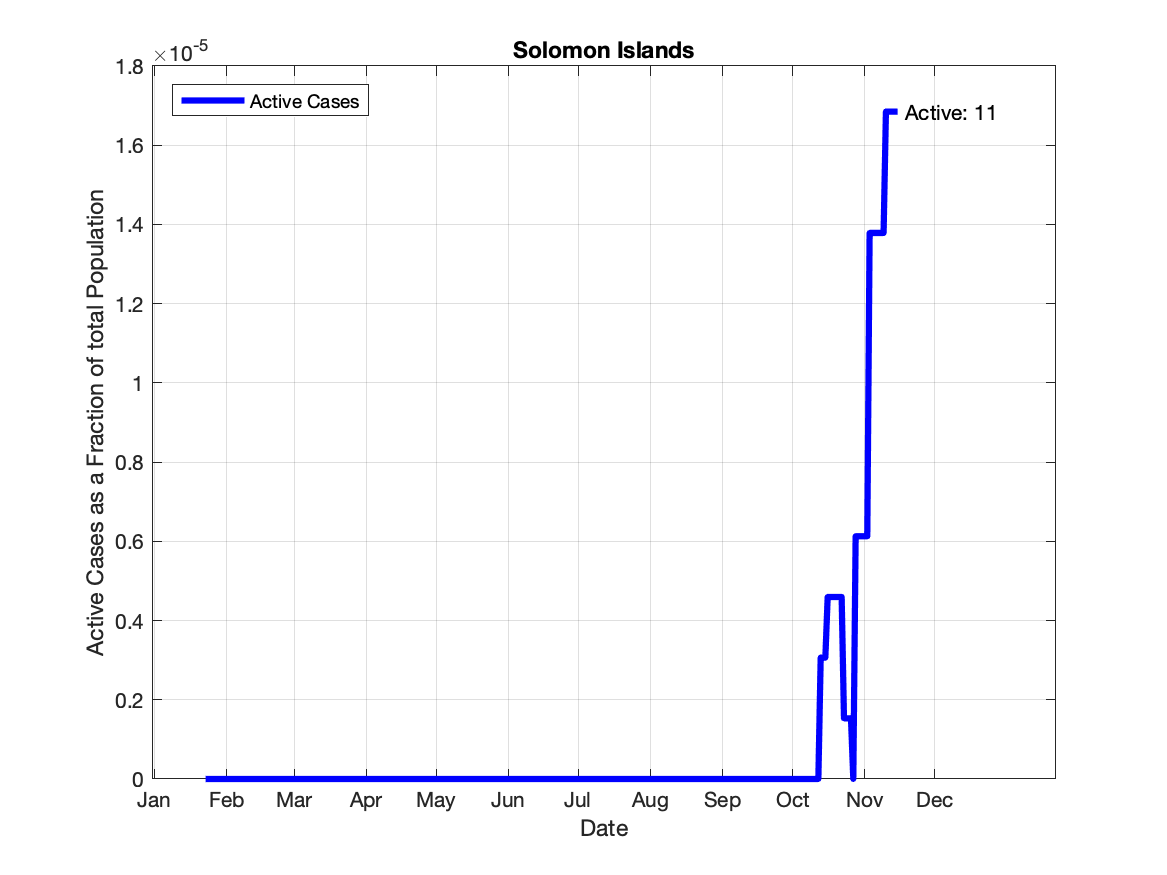 Solomon Islands
×10-5
1.8
1.6
1.4
1.2
1
0.8
0.6
0.4
0.2
0
Active Cases as a Fraction of total Population
Active Cases
Active: 11
Jan Feb Mar Apr May Jun Jul Aug Sep Oct Nov Dec
Date